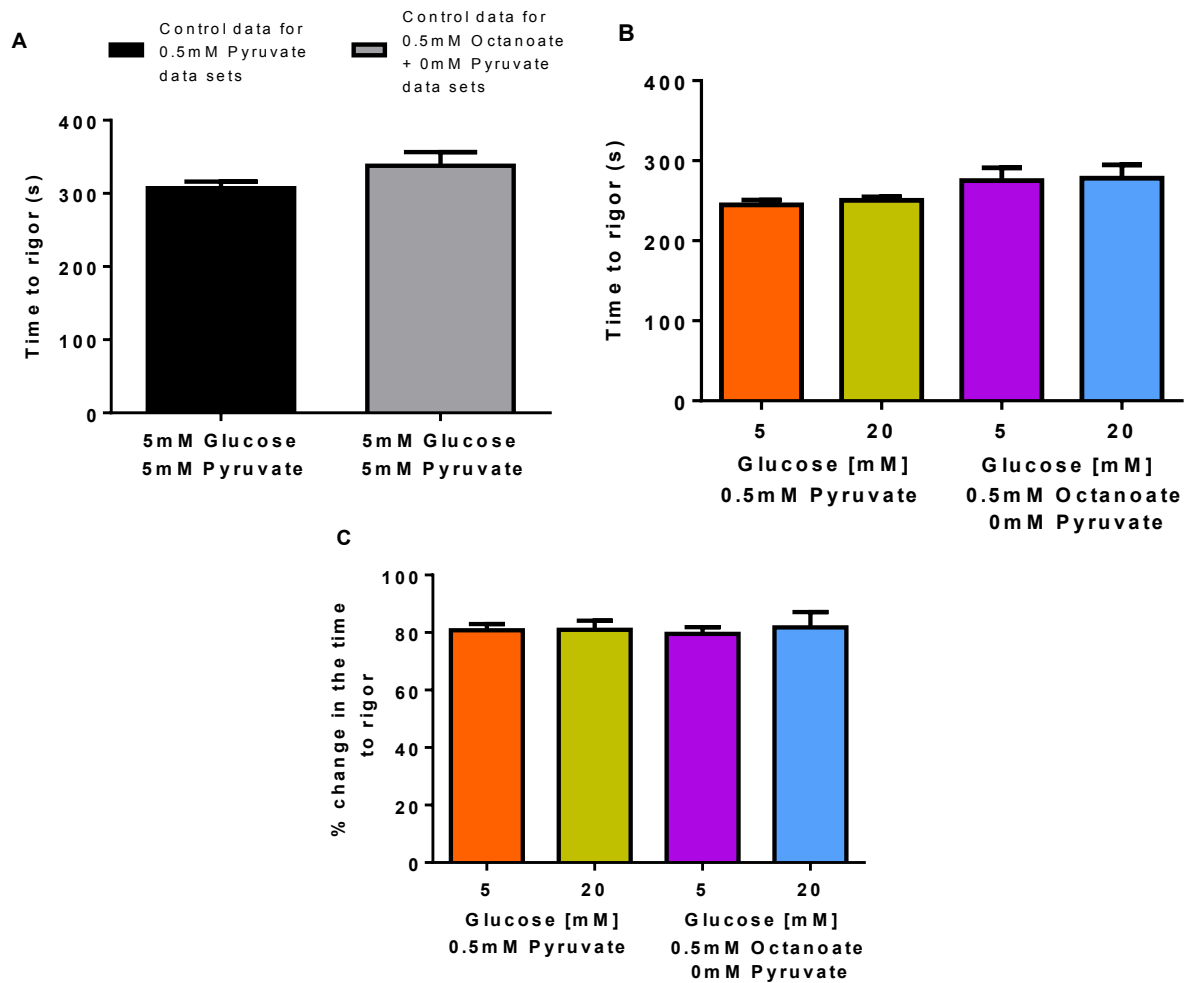 A
Control data for
0.5mM Pyruvate
data sets
Control data for
0.5mM Octanoate
+ 0mM Pyruvate
data sets
Time to rigor (s)
400
300
200
100
0
5mM Glucose
5mM Pyruvate
5mM Glucose
5mM Pyruvate
B
Time to rigor (s)
400
300
200
100
0
5 20 5 20
Glucose [mM] Glucose [mM]
0.5mM Pyruvate 0.5mM Octanoate
0mM Pyruvate
C
% change in the time
to rigor
100
80
60
40
20
0
5 20 5 20
Glucose [mM] Glucose [mM]
0.5mM Pyruvate 0.5mM Octanoate
0mM Pyruvate